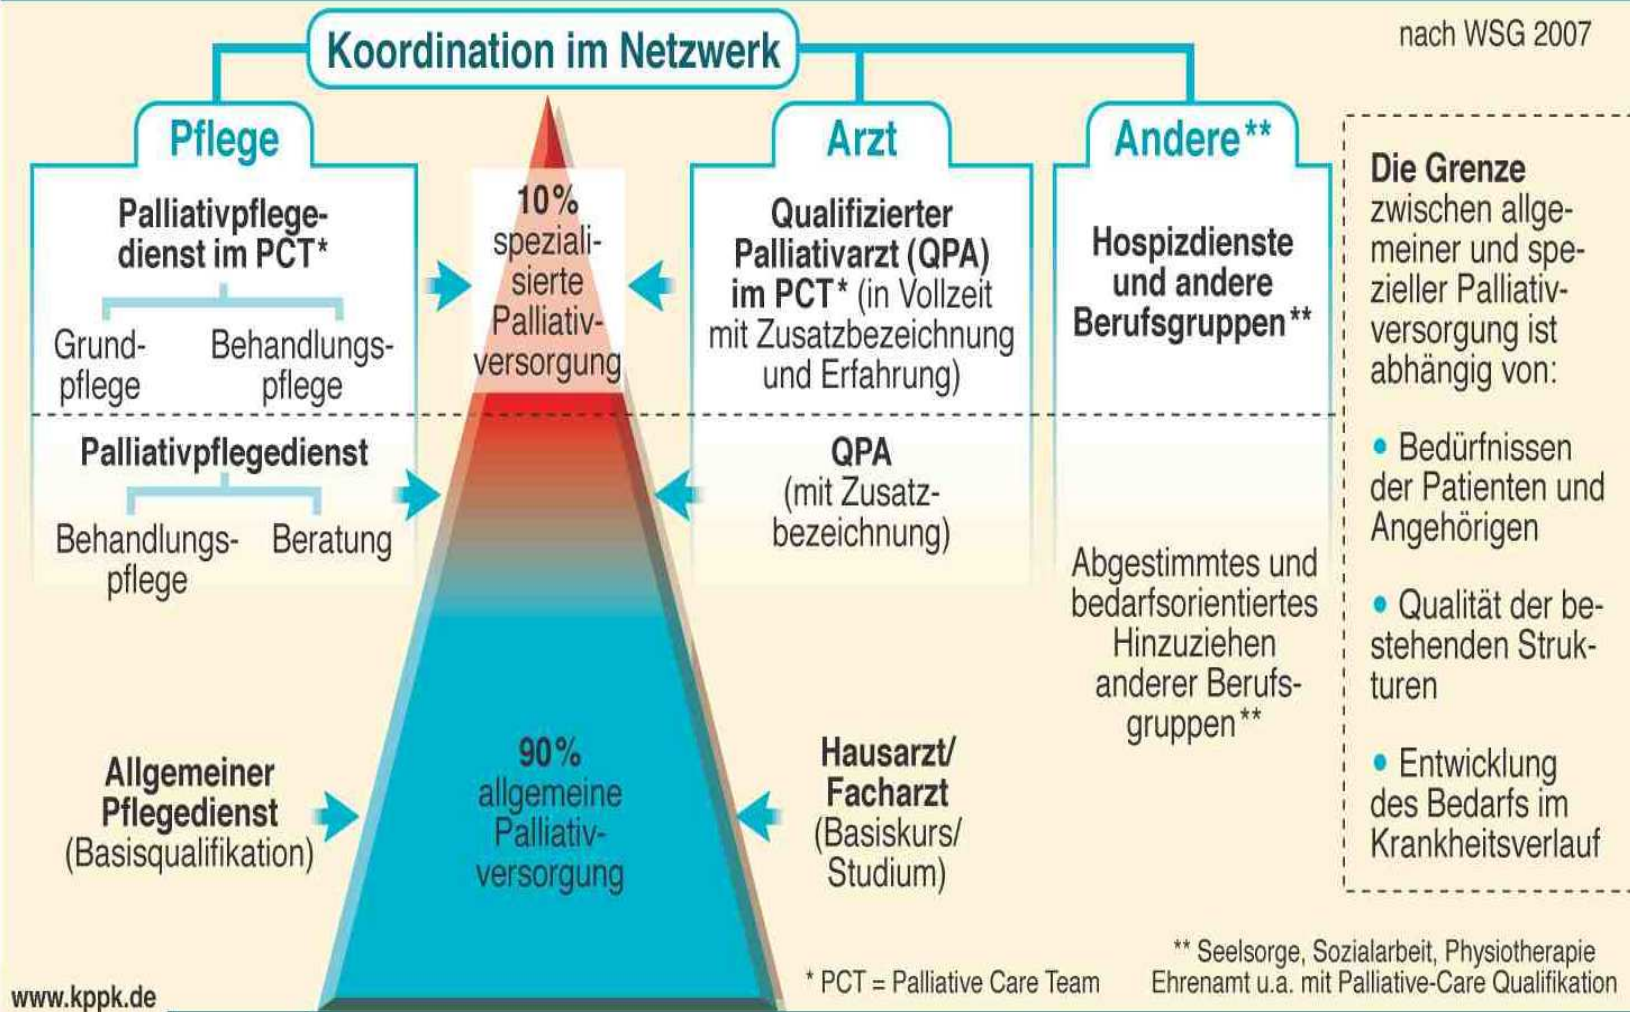 Koordination im Netzwerk
nach WSG 2007
Pflege
Palliativpflege-
dienst im PCT*
Grund-
pflege
Behandlungs-
pflege
Palliativpflegedienst
Behandlungs-
pflege
Beratung
Allgemeiner
Pflegedienst
(Basisqualifikation)
10%
speziali-
sierte
Palliativ-
versorgung
90%
allgemeine
Palliativ-
versorgung
Arzt
Qualifizierter
Palliativarzt (QPA)
im PCT* (in Vollzeit
mit Zusatzbezeichnung
und Erfahrung)
QPA
(mit Zusatz-
bezeichnung)
Hausarzt/
Facharzt
(Basiskurs/
Studium)
Andere**
Hospizdienste
und andere
Berufsgruppen**
Abgestimmtes und
bedarfsorientiertes
Hinzuziehen
anderer Berufs-
gruppen**
Die Grenze
zwischen allge-
meiner und spe-
zieller Palliativ-
versorgung ist
abhängig von:
• Bedürfnissen
der Patienten und
Angehörigen
• Qualität der be-
stehenden Struk-
turen
• Entwicklung
des Bedarfs im
Krankheitsverlauf
www.kppk.de
* PCT = Palliative Care Team
** Seelsorge, Sozialarbeit, Physiotherapie
Ehrenamt u.a. mit Palliative-Care Qualifikation